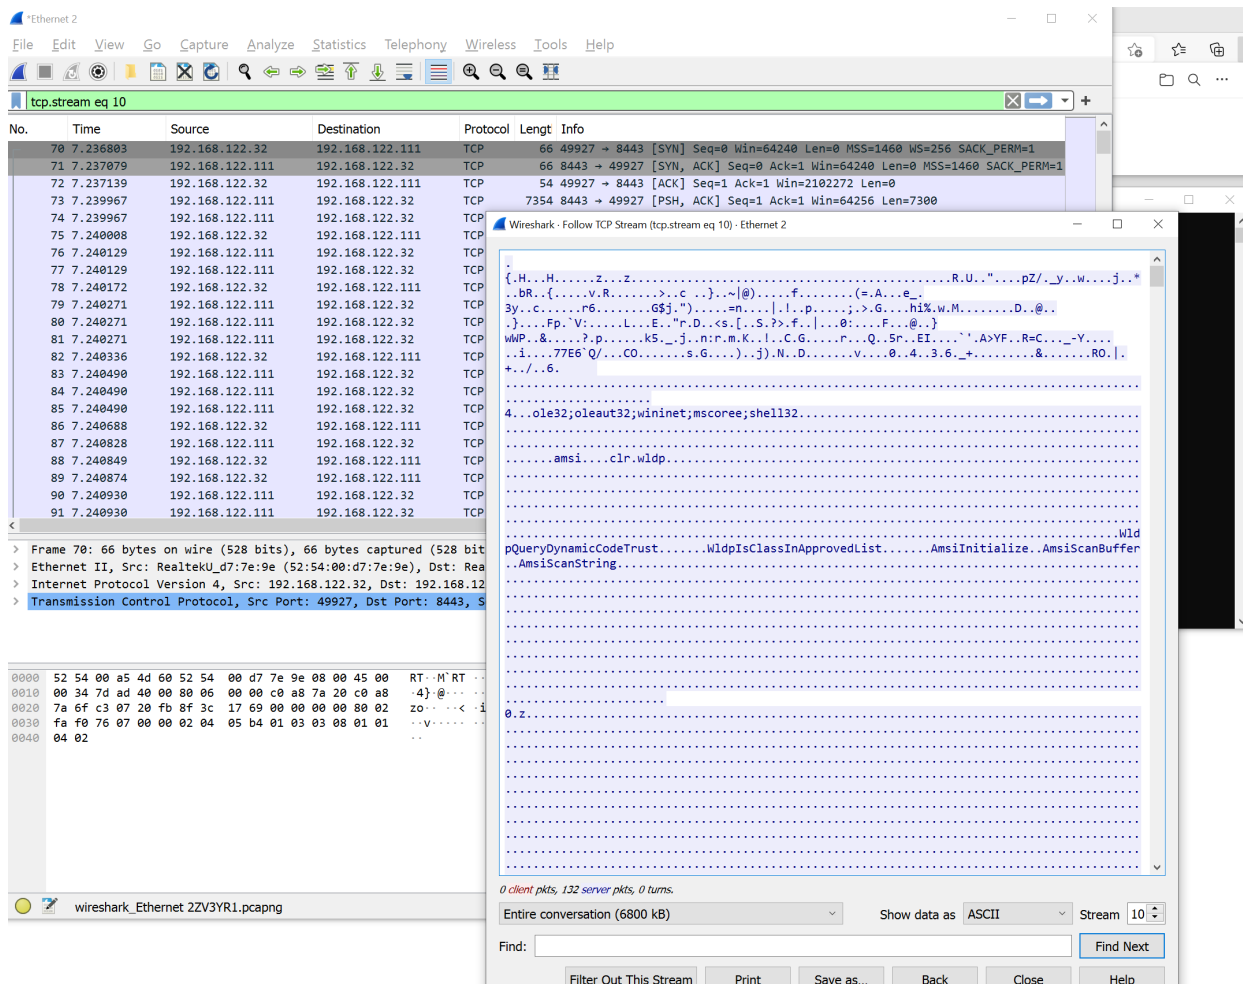 *Ethernet 2
File Edit View Go Capture Analyze Statistics Telephony Wireless Tools Help
tcp.stream eq 10
No. Time Source Destination Protocol Lengt Info
70 7.236803 192.168.122.32 192.168.122.111 TCP 66 49927 → 8443 [SYN] Seq=0 Win=64240 Len=0 MSS=1460 WS=256 SACK_PERM=1
71 7.237079 192.168.122.111 192.168.122.32 TCP 66 8443 → 49927 [SYN, ACK] Seq=0 Ack=1 Win=64240 Len=0 MSS=1460 SACK_PERM=1
72 7.237139 192.168.122.32 192.168.122.111 TCP 54 49927 → 8443 [ACK] Seq=1 Ack=1 Win=2102272 Len=0
73 7.239967 192.168.122.111 192.168.122.32 TCP 7354 8443 → 49927 [PSH, ACK] Seq=1 Ack=1 Win=64256 Len=7300
74 7.239967 192.168.122.111 192.168.122.32 TCP
75 7.240008 192.168.122.32 192.168.122.111 TCP
76 7.240129 192.168.122.111 192.168.122.32 TCP
77 7.240129 192.168.122.111 192.168.122.32 TCP
78 7.240172 192.168.122.32 192.168.122.111 TCP
79 7.240271 192.168.122.111 192.168.122.32 TCP
80 7.240271 192.168.122.111 192.168.122.32 TCP
81 7.240271 192.168.122.111 192.168.122.32 TCP
82 7.240336 192.168.122.32 192.168.122.111 TCP
83 7.240490 192.168.122.111 192.168.122.32 TCP
84 7.240490 192.168.122.111 192.168.122.32 TCP
85 7.240490 192.168.122.111 192.168.122.32 TCP
86 7.240688 192.168.122.32 192.168.122.111 TCP
87 7.240828 192.168.122.111 192.168.122.32 TCP
88 7.240849 192.168.122.32 192.168.122.111 TCP
89 7.240874 192.168.122.32 192.168.122.111 TCP
90 7.240930 192.168.122.111 192.168.122.32 TCP
91 7.240930 192.168.122.111 192.168.122.32 TCP
Frame 70: 66 bytes on wire (528 bits), 66 bytes captured (528 bit
Ethernet II, Src: RealtekU_d7:7e:9e (52:54:00:d7:7e:9e), Dst: Rea
Internet Protocol Version 4, Src: 192.168.122.32, Dst: 192.168.12
Transmission Control Protocol, Src Port: 49927, Dst Port: 8443, S
0000 52 54 00 a5 4d 60 52 54 00 d7 7e 9e 08 00 45 00 RT··M`RT ··
0010 00 34 7d ad 40 00 80 06 00 00 c0 a8 7a 20 c0 a8 ·4}·@··· ··
0020 7a 6f c3 07 20 fb 8f 3c 17 69 00 00 00 00 80 02 zo·· ··< ·i
0030 fa f0 76 07 00 00 02 04 05 b4 01 03 03 08 01 01 ··v····· ··
0040 04 02 ··
wireshark_Ethernet 2ZV3YR1.pcapng
Wireshark · Follow TCP Stream (tcp.stream eq 10) · Ethernet 2
4...ole32;oleaut32;wininet;mscoree;shell32
.......amsi....clr.wldp
Wld
pQueryDynamicCodeTrust.......WldpIsClassInApprovedList.......AmsiInitialize..AmsiScanBuffer
..AmsiScanString
0.z
0 client pkts, 132 server pkts, 0 turns.
Entire conversation (6800 kB) Show data as ASCII Stream 10
Find: Find Next
Filter Out This Stream Print Save as... Back Close Help